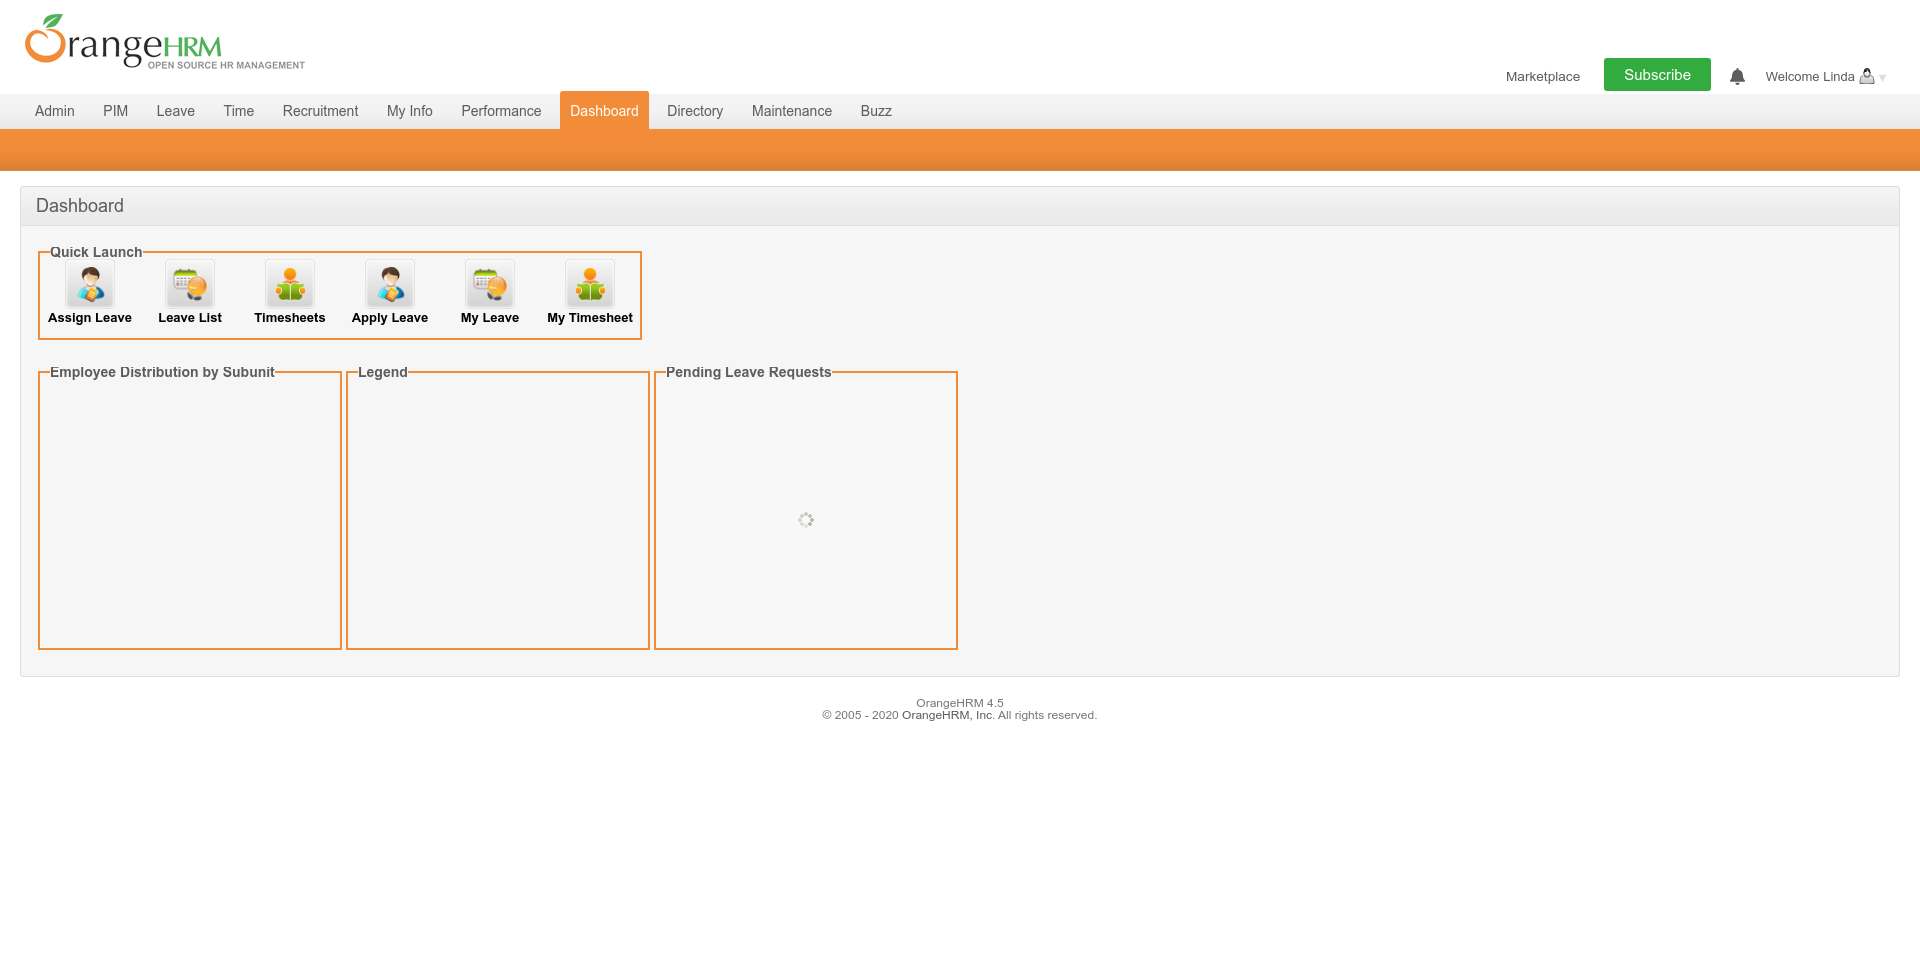 OrangeHRM
OPEN SOURCE HR MANAGEMENT
Marketplace
Subscribe
Welcome Linda
Admin
PIM
Leave
Time
Recruitment
My Info
Performance
Dashboard
Directory
Maintenance
Buzz
Dashboard
Quick Launch
Assign Leave
Leave List
Timesheets
Apply Leave
My Leave
My Timesheet
Employee Distribution by Subunit
Legend
Pending Leave Requests
OrangeHRM 4.5
© 2005 - 2020 OrangeHRM, Inc. All rights reserved.